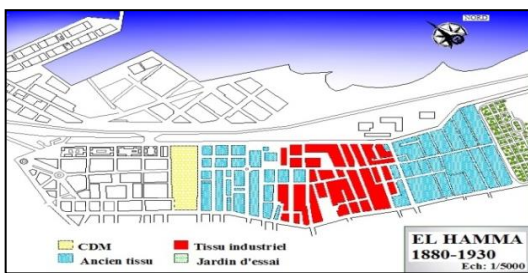 NORD
CDM
Tissu industriel
Ancien tissu
Jardin d'essai
EL HAMMA
1880-1930
Ech: 1/5000